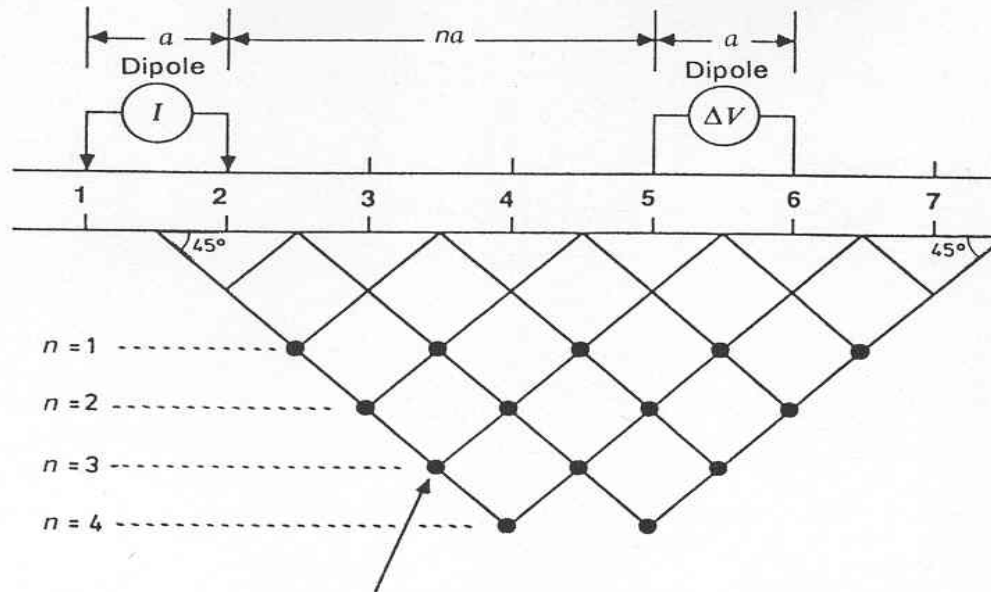 a na a
Dipole Dipole
I ΔV
1 2 3 4 5 6 7
45° 45°
n = 1
n = 2
n = 3
n = 4